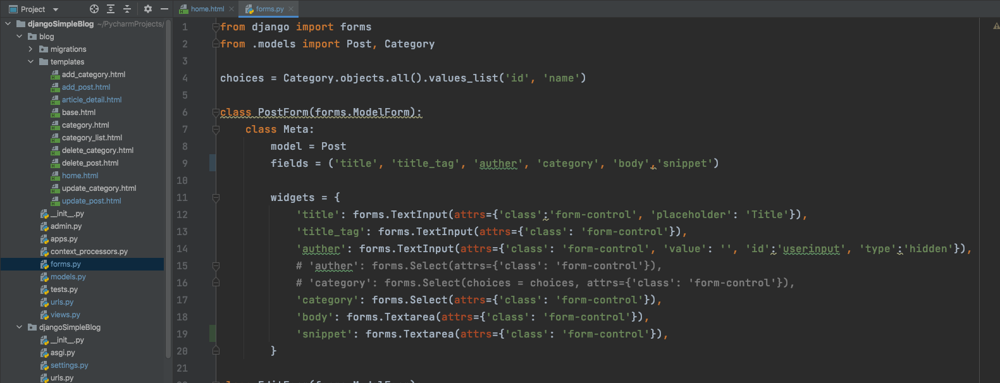 Project
home.html
forms.py
djangoSimpleBlog ~/PycharmProjects/
blog
migrations
templates
add_category.html
add_post.html
article_detail.html
base.html
category.html
category_list.html
delete_category.html
delete_post.html
home.html
update_category.html
update_post.html
__init__.py
admin.py
apps.py
context_processors.py
forms.py
models.py
tests.py
urls.py
views.py
djangoSimpleBlog
__init__.py
asgi.py
settings.py
urls.py
1 from django import forms
2 from .models import Post, Category
3
4 choices = Category.objects.all().values_list('id', 'name')
5
6 class PostForm(forms.ModelForm):
7 class Meta:
8 model = Post
9 fields = ('title', 'title_tag', 'auther', 'category', 'body','snippet')
10
11 widgets = {
12 'title': forms.TextInput(attrs={'class':'form-control', 'placeholder': 'Title'}),
13 'title_tag': forms.TextInput(attrs={'class': 'form-control'}),
14 'auther': forms.TextInput(attrs={'class': 'form-control', 'value': '', 'id':'userinput', 'type':'hidden'}),
15 # 'auther': forms.Select(attrs={'class': 'form-control'}),
16 # 'category': forms.Select(choices = choices, attrs={'class': 'form-control'}),
17 'category': forms.Select(attrs={'class': 'form-control'}),
18 'body': forms.Textarea(attrs={'class': 'form-control'}),
19 'snippet': forms.Textarea(attrs={'class': 'form-control'}),
20 }
21